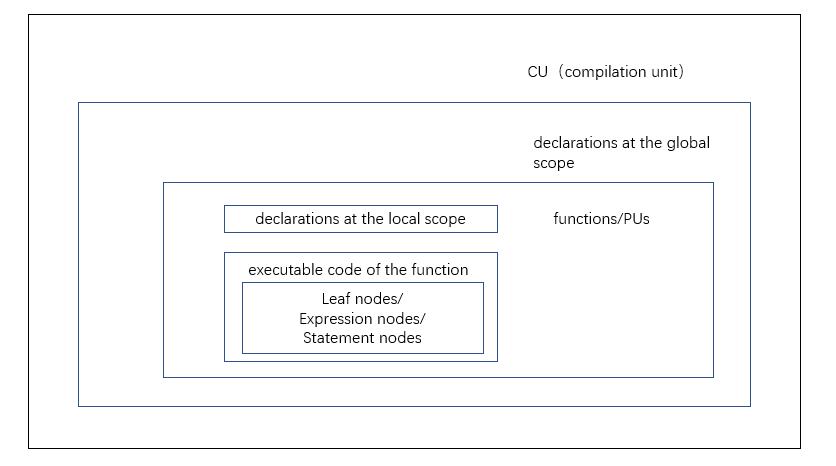 CU（compilation unit）
declarations at the global
scope
declarations at the local scope
functions/PUs
executable code of the function
Leaf nodes/
Expression nodes/
Statement nodes